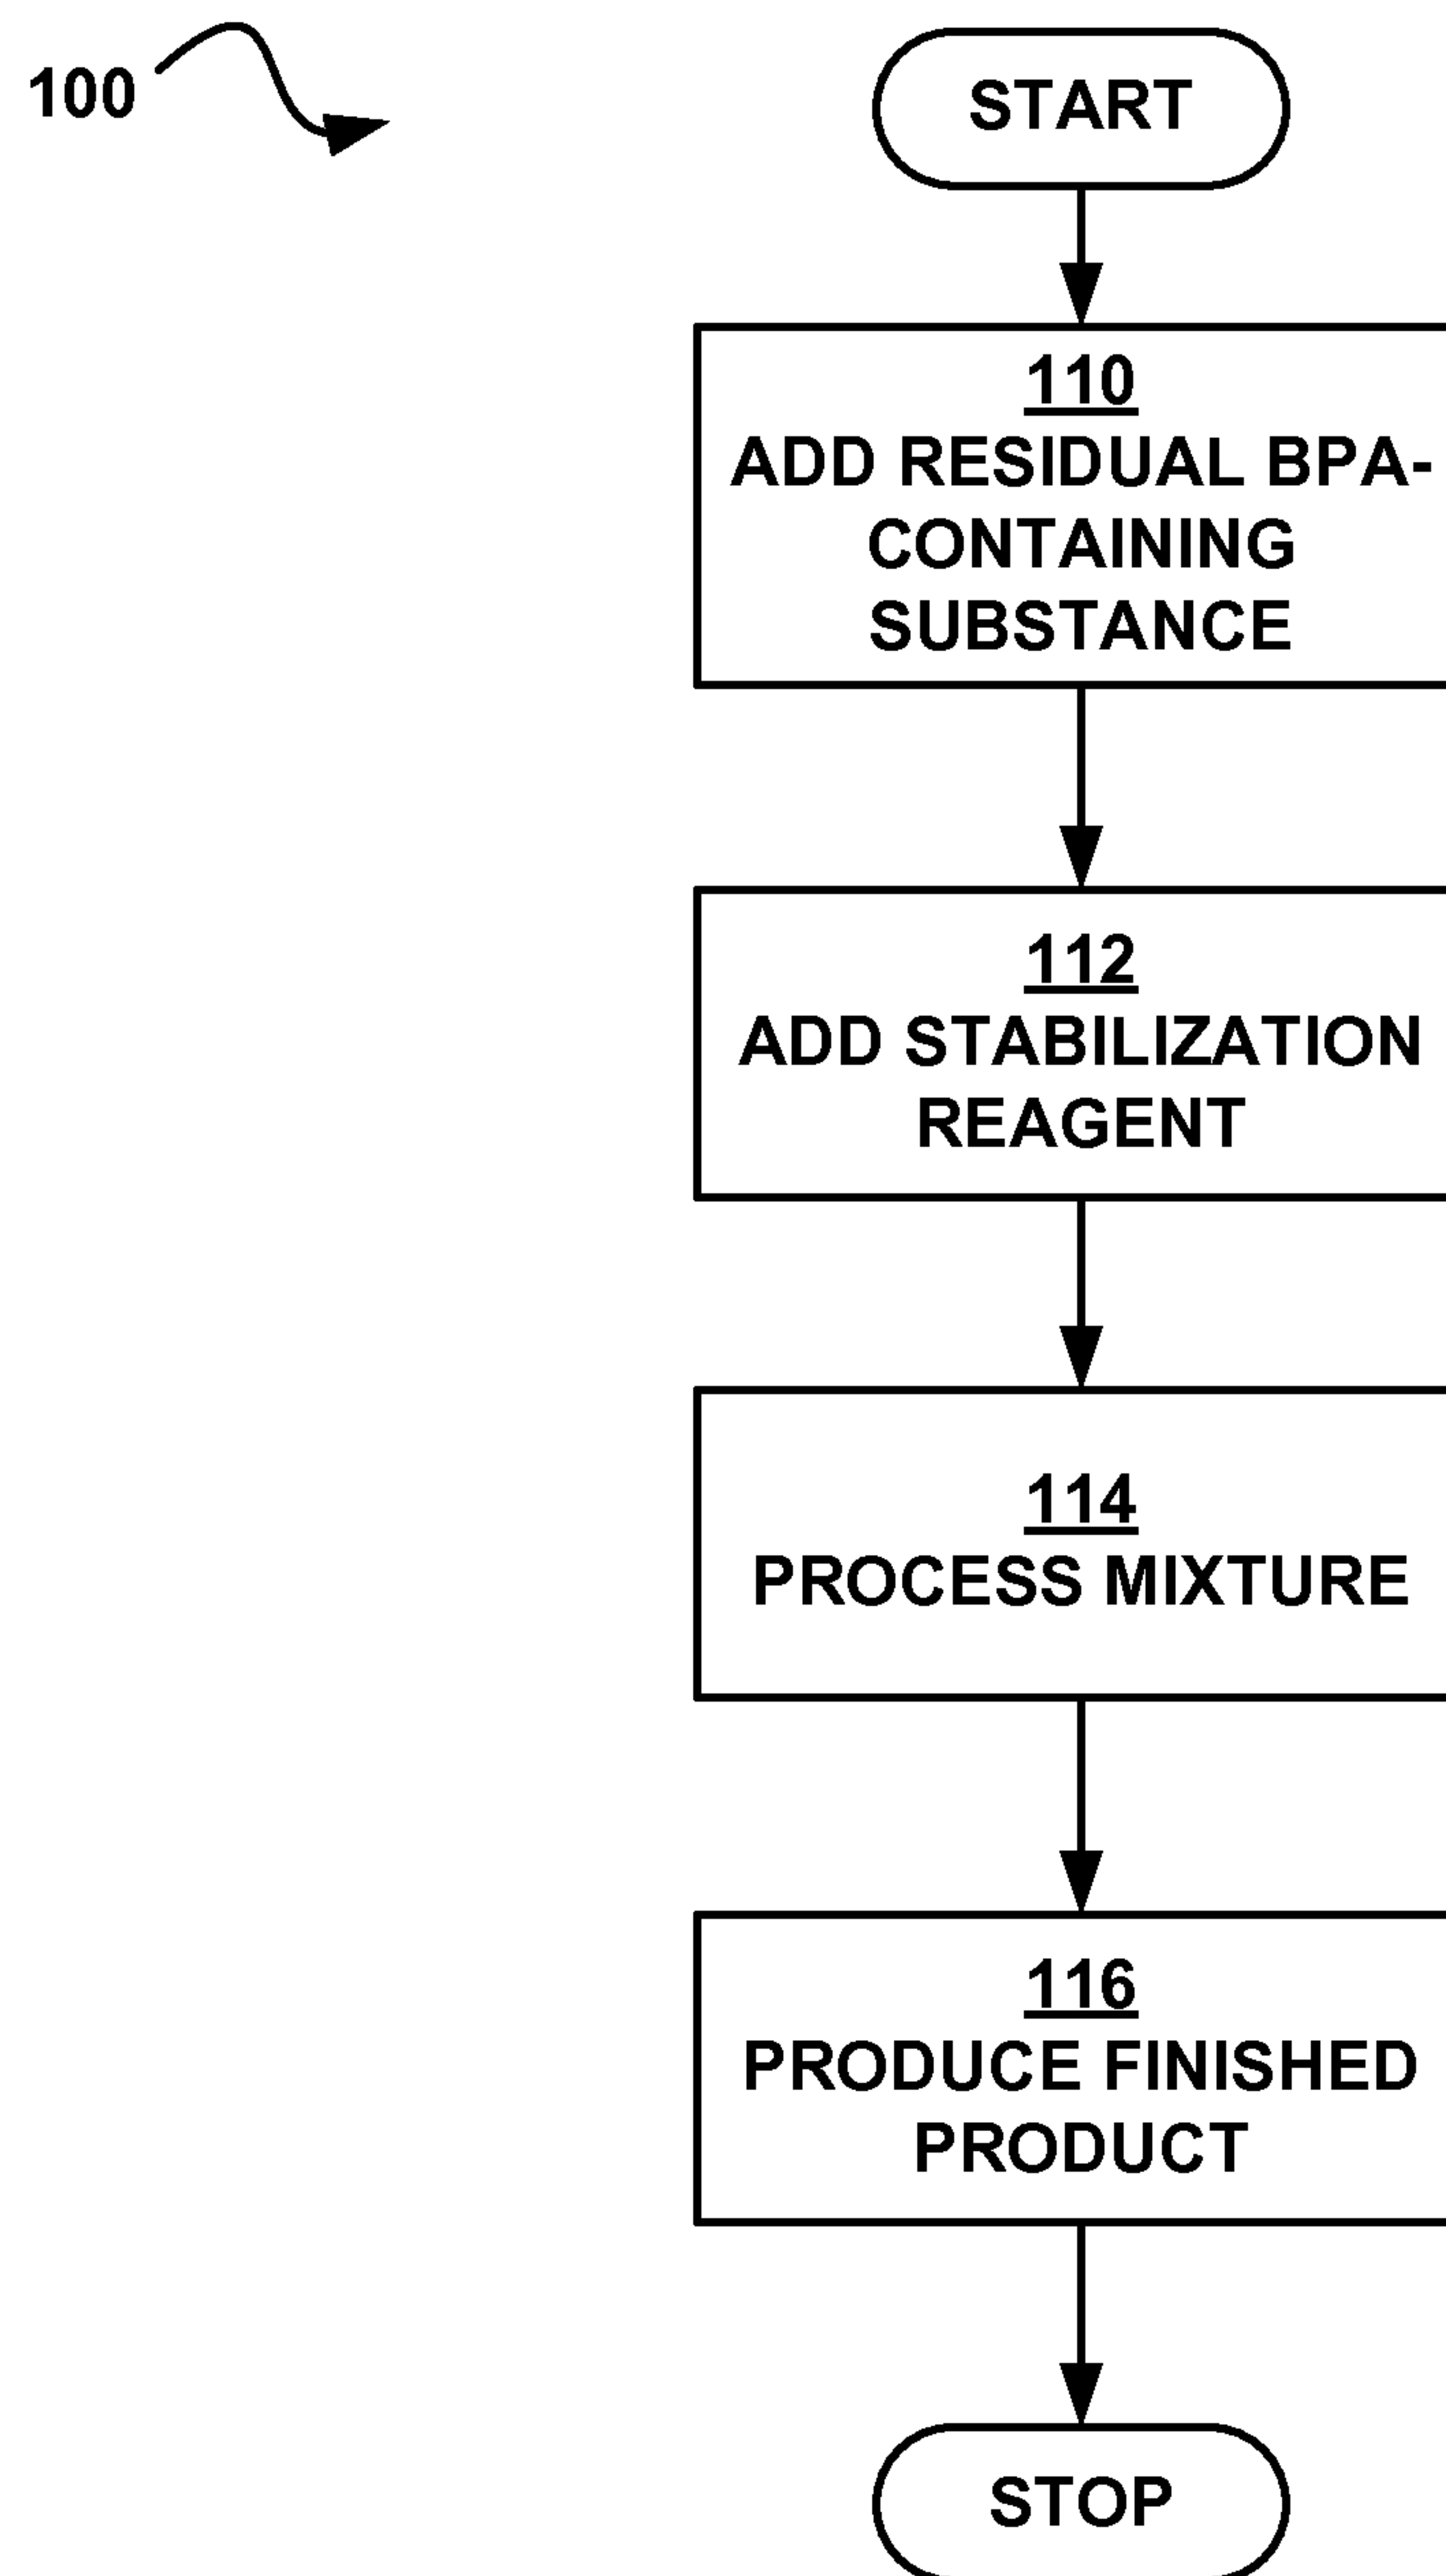 100
START
110
ADD RESIDUAL BPA-
CONTAINING
SUBSTANCE
112
ADD STABILIZATION
REAGENT
114
PROCESS MIXTURE
116
PRODUCE FINISHED
PRODUCT
STOP